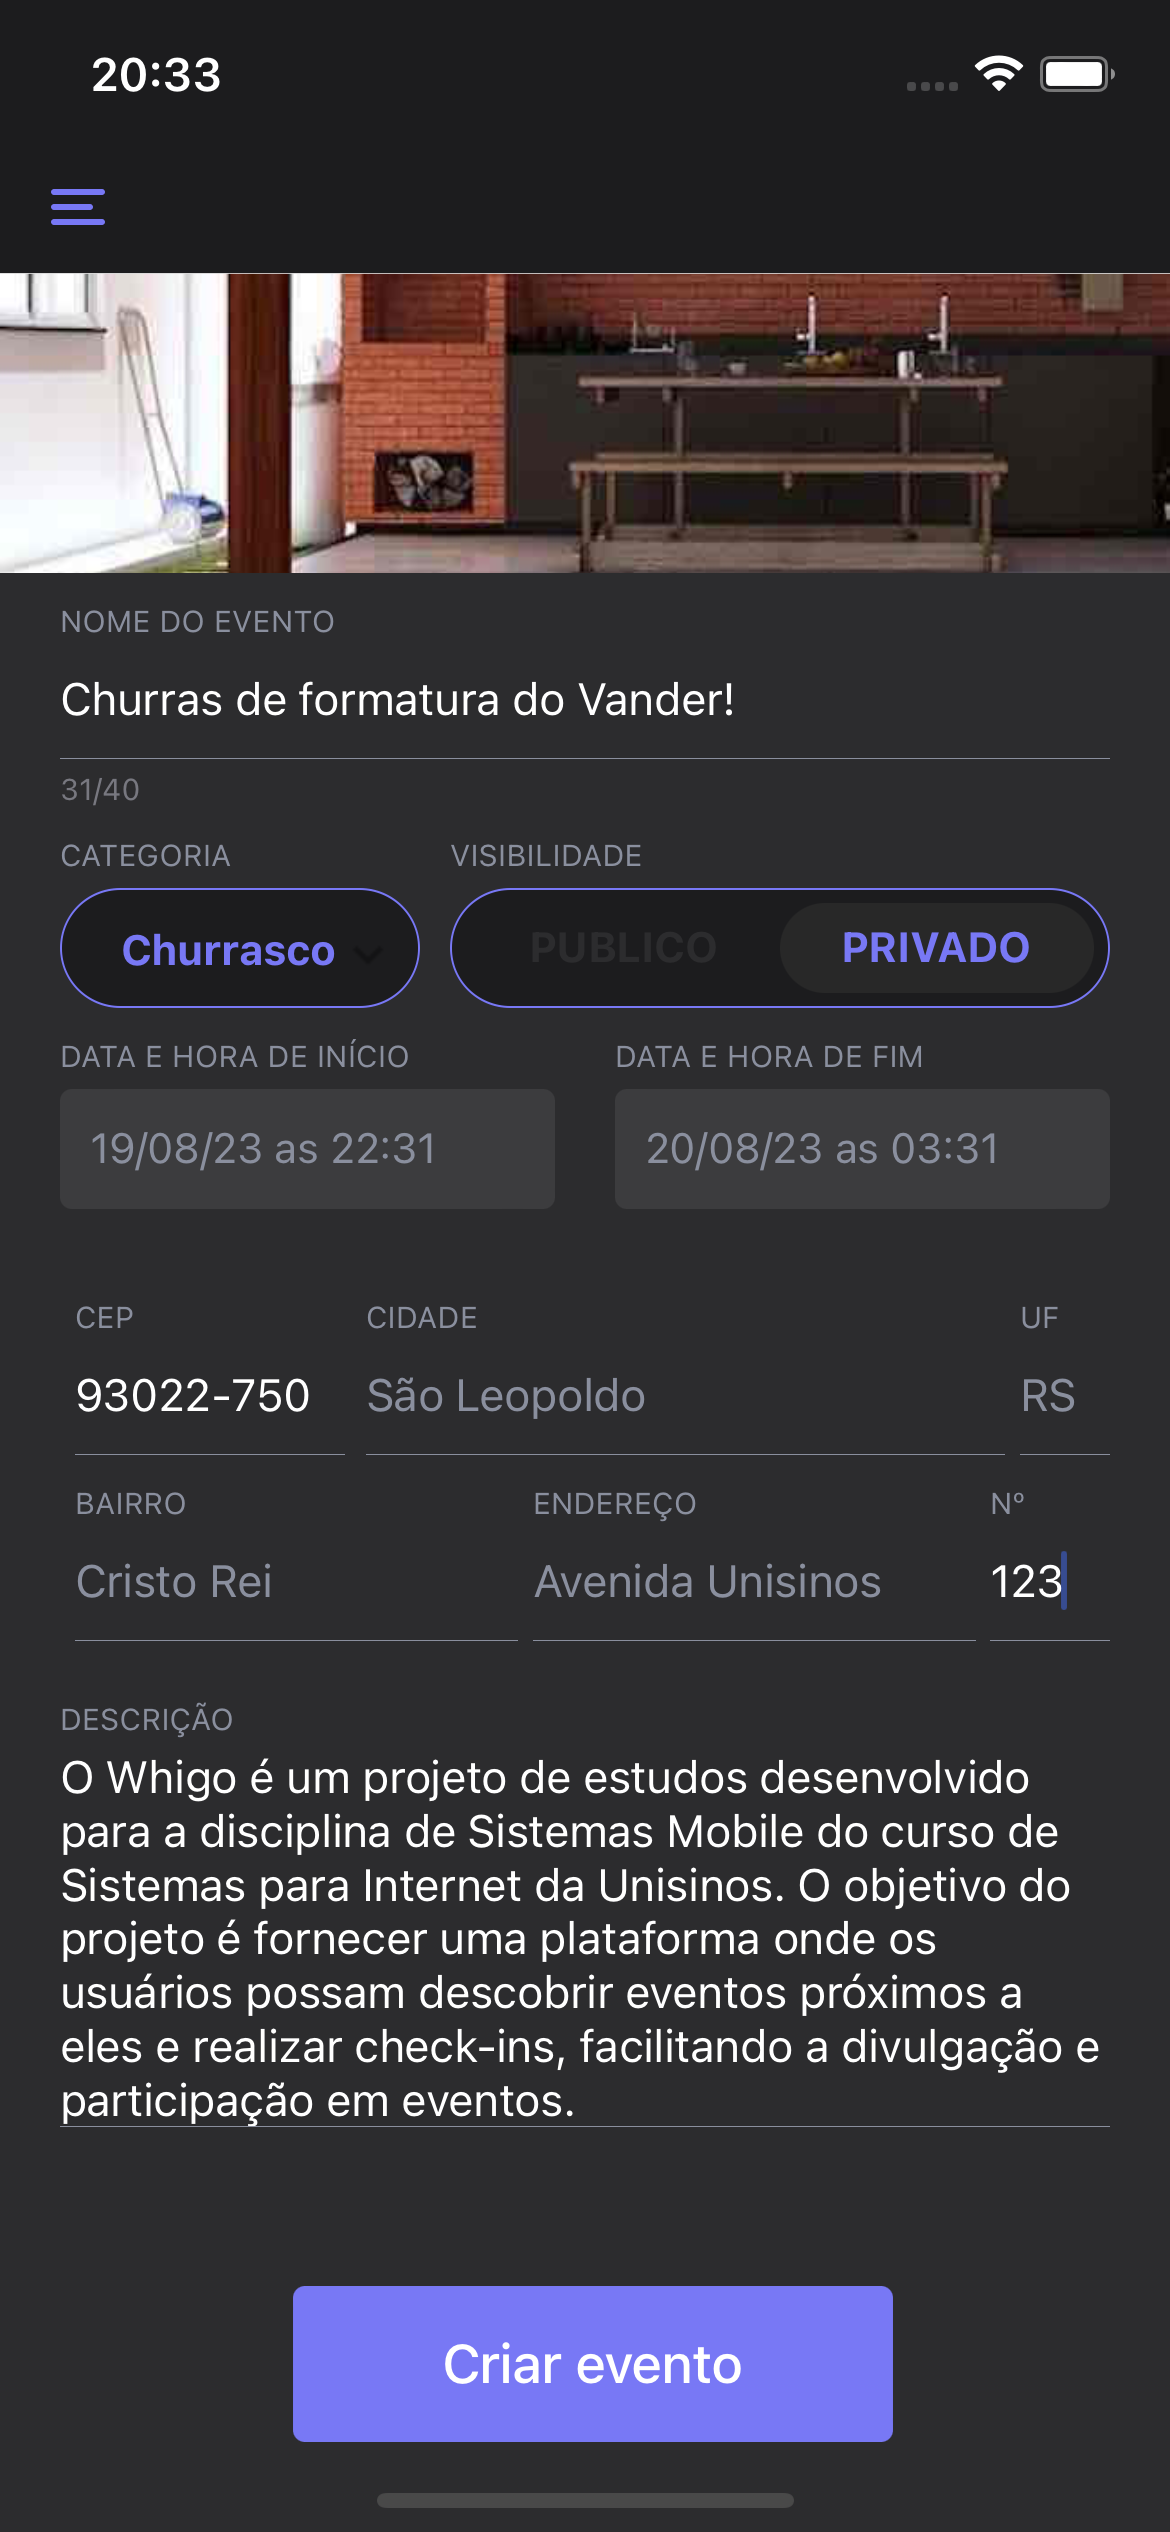 20:33
NOME DO EVENTO
Churras de formatura do Vander!
31/40
CATEGORIA
VISIBILIDADE
Churrasco
PUBLICO
PRIVADO
DATA E HORA DE INÍCIO
DATA E HORA DE FIM
19/08/23 as 22:31
20/08/23 as 03:31
CEP
CIDADE
UF
93022-750
São Leopoldo
RS
BAIRRO
ENDEREÇO
Nº
Cristo Rei
Avenida Unisinos
123
DESCRIÇÃO
O Whigo é um projeto de estudos desenvolvido
para a disciplina de Sistemas Mobile do curso de
Sistemas para Internet da Unisinos. O objetivo do
projeto é fornecer uma plataforma onde os
usuários possam descobrir eventos próximos a
eles e realizar check-ins, facilitando a divulgação e
participação em eventos.
Criar evento